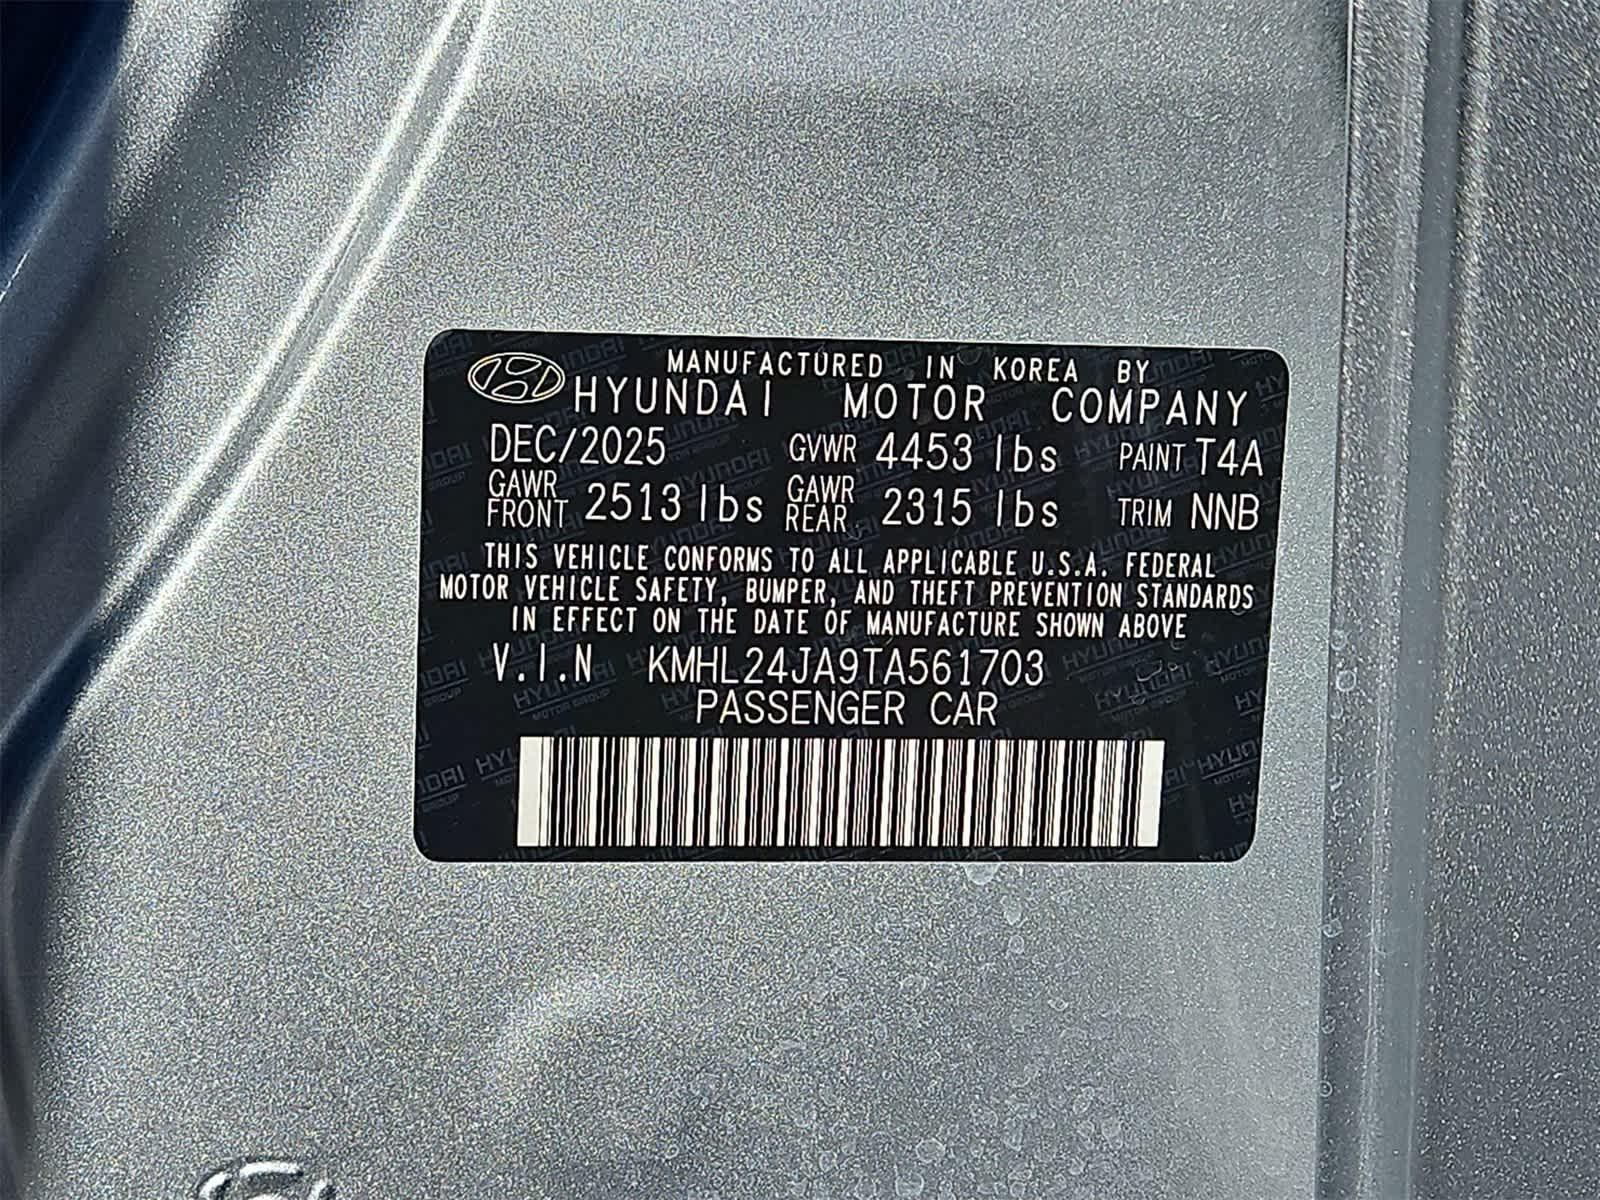 MANUFACTURED IN KOREA BY
HYUNDAI MOTOR COMPANY
DEC/2025 GVWR 4453 lbs PAINT T4A
GAWR FRONT 2513 lbs GAWR REAR 2315 lbs TRIM NNB
THIS VEHICLE CONFORMS TO ALL APPLICABLE U.S.A. FEDERAL
MOTOR VEHICLE SAFETY, BUMPER, AND THEFT PREVENTION STANDARDS
IN EFFECT ON THE DATE OF MANUFACTURE SHOWN ABOVE
V.I.N KMHL24JA9TA561703
PASSENGER CAR